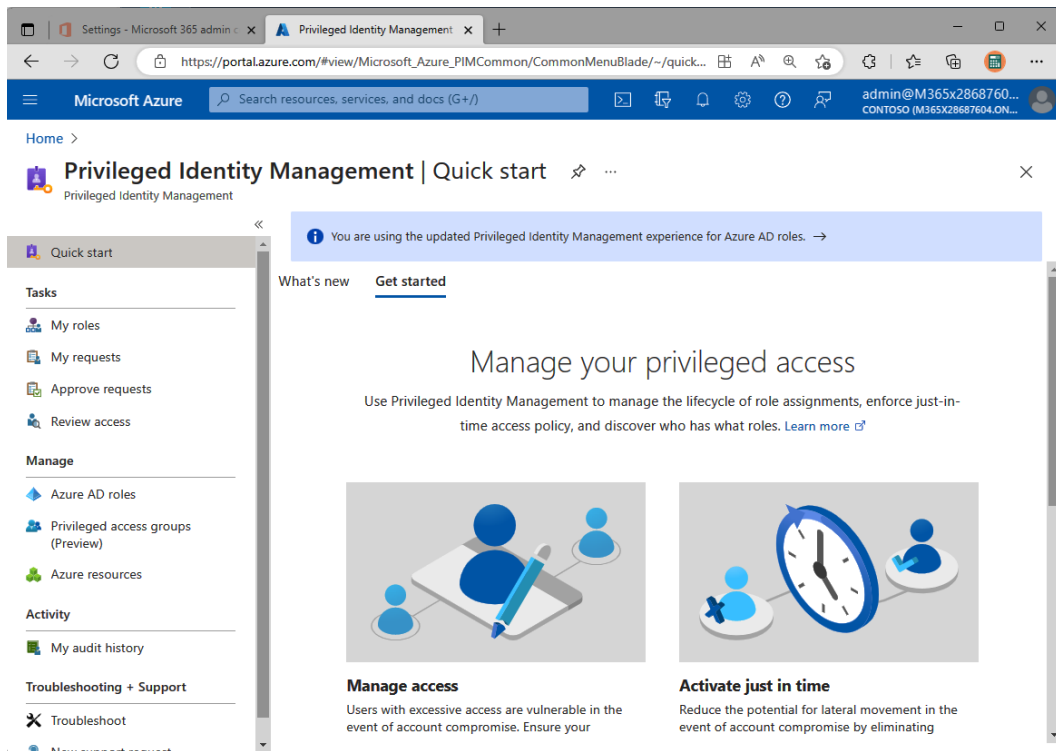 Settings - Microsoft 365 admin c
Privileged Identity Management
https://portal.azure.com/#view/Microsoft_Azure_PIMCommon/CommonMenuBlade/~/quick...
Microsoft Azure
Search resources, services, and docs (G+/)
admin@M365x2868760...
CONTOSO (M365X28687604.ON...
Home >
Privileged Identity Management | Quick start
Privileged Identity Management
You are using the updated Privileged Identity Management experience for Azure AD roles. →
Quick start
Tasks
My roles
My requests
Approve requests
Review access
Manage
Azure AD roles
Privileged access groups
(Preview)
Azure resources
Activity
My audit history
Troubleshooting + Support
Troubleshoot
New support request
What's new
Get started
Manage your privileged access
Use Privileged Identity Management to manage the lifecycle of role assignments, enforce just-in-
time access policy, and discover who has what roles. Learn more
Manage access
Users with excessive access are vulnerable in the
event of account compromise. Ensure your
Activate just in time
Reduce the potential for lateral movement in the
event of account compromise by eliminating